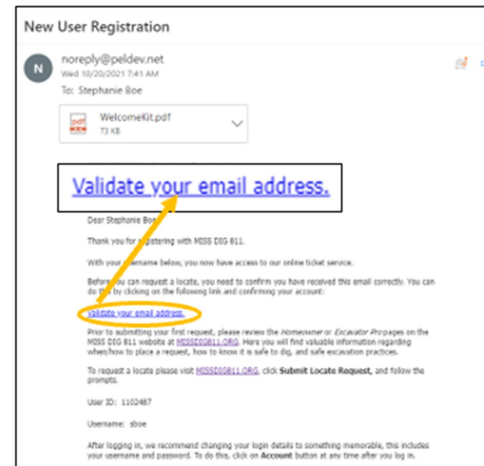 New User Registration
N
noreply@peldev.net
Wed 10/20/2021 7:41 AM
To: Stephanie Boe
pdf
WelcomeKit.pdf
73 KB
Validate your email address.
Dear Stephanie Boe
Thank you for registering with MISS DIG 811.
With your username below, you now have access to our online ticket service.
Before you can request a locate, you need to confirm you have received this email correctly. You can
do this by clicking on the following link and confirming your account:
Validate your email address.
Prior to submitting your first request, please review the Homeowner or Excavator Pro pages on the
MISS DIG 811 website at MISSDIG811.ORG. Here you will find valuable information regarding
when/how to place a request, how to know it is safe to dig, and safe excavation practices.
To request a locate please visit MISSDIG811.ORG, click Submit Locate Request, and follow the
prompts.
User ID: 1102487
Username: sboe
After logging in, we recommend changing your login details to something memorable, this includes
your username and password. To do this, click on Account button at any time after you log in.